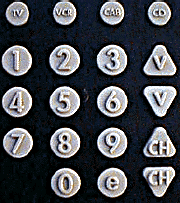 TV VCR CAB CD
1 2 3 V
4 5 6 V
7 8 9 CH
0 e CH